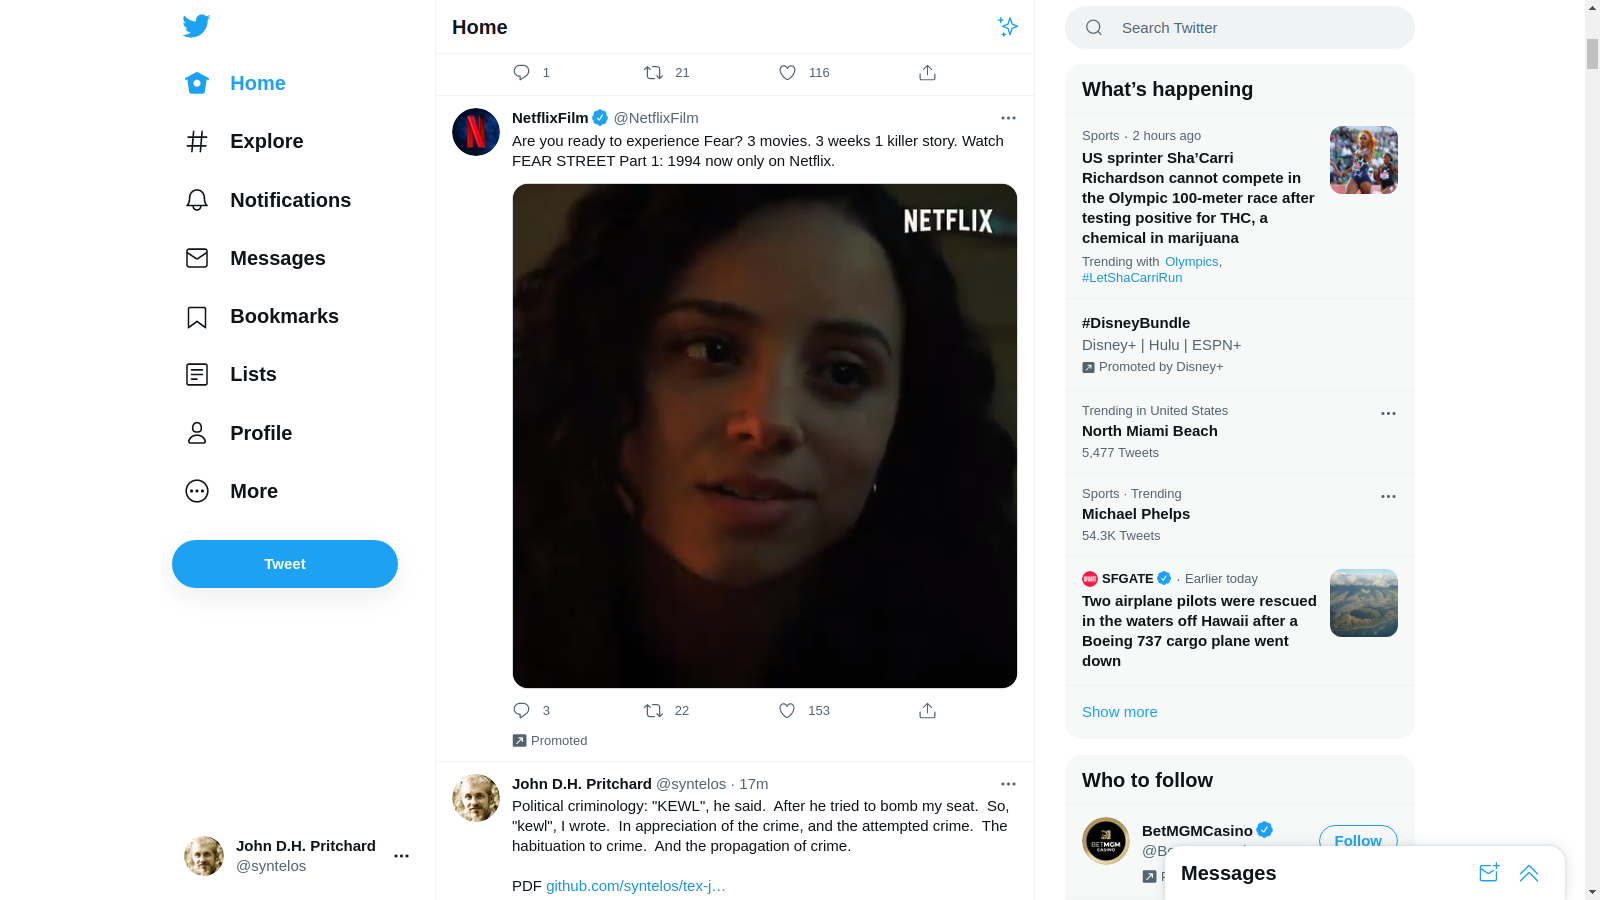 Home
Explore
Notifications
Messages
Bookmarks
Lists
Profile
More
Tweet
John D.H. Pritchard
@syntelos
Home
1 21 116
NetflixFilm @NetflixFilm
Are you ready to experience Fear? 3 movies. 3 weeks 1 killer story. Watch
FEAR STREET Part 1: 1994 now only on Netflix.
NETFLIX
3 22 153
Promoted
John D.H. Pritchard @syntelos · 17m
Political criminology: "KEWL", he said.  After he tried to bomb my seat.  So,
"kewl", I wrote.  In appreciation of the crime, and the attempted crime.  The
habituation to crime.  And the propagation of crime.
PDF github.com/syntelos/tex-j…
Search Twitter
What’s happening
Sports · 2 hours ago
US sprinter Sha’Carri
Richardson cannot compete in
the Olympic 100-meter race after
testing positive for THC, a
chemical in marijuana
Trending with Olympics,
#LetShaCarriRun
#DisneyBundle
Disney+ | Hulu | ESPN+
Promoted by Disney+
Trending in United States
North Miami Beach
5,477 Tweets
Sports · Trending
Michael Phelps
54.3K Tweets
SFGATE · Earlier today
Two airplane pilots were rescued
in the waters off Hawaii after a
Boeing 737 cargo plane went
down
Show more
Who to follow
BETMGM
CASINO
BetMGMCasino
Follow
Messages